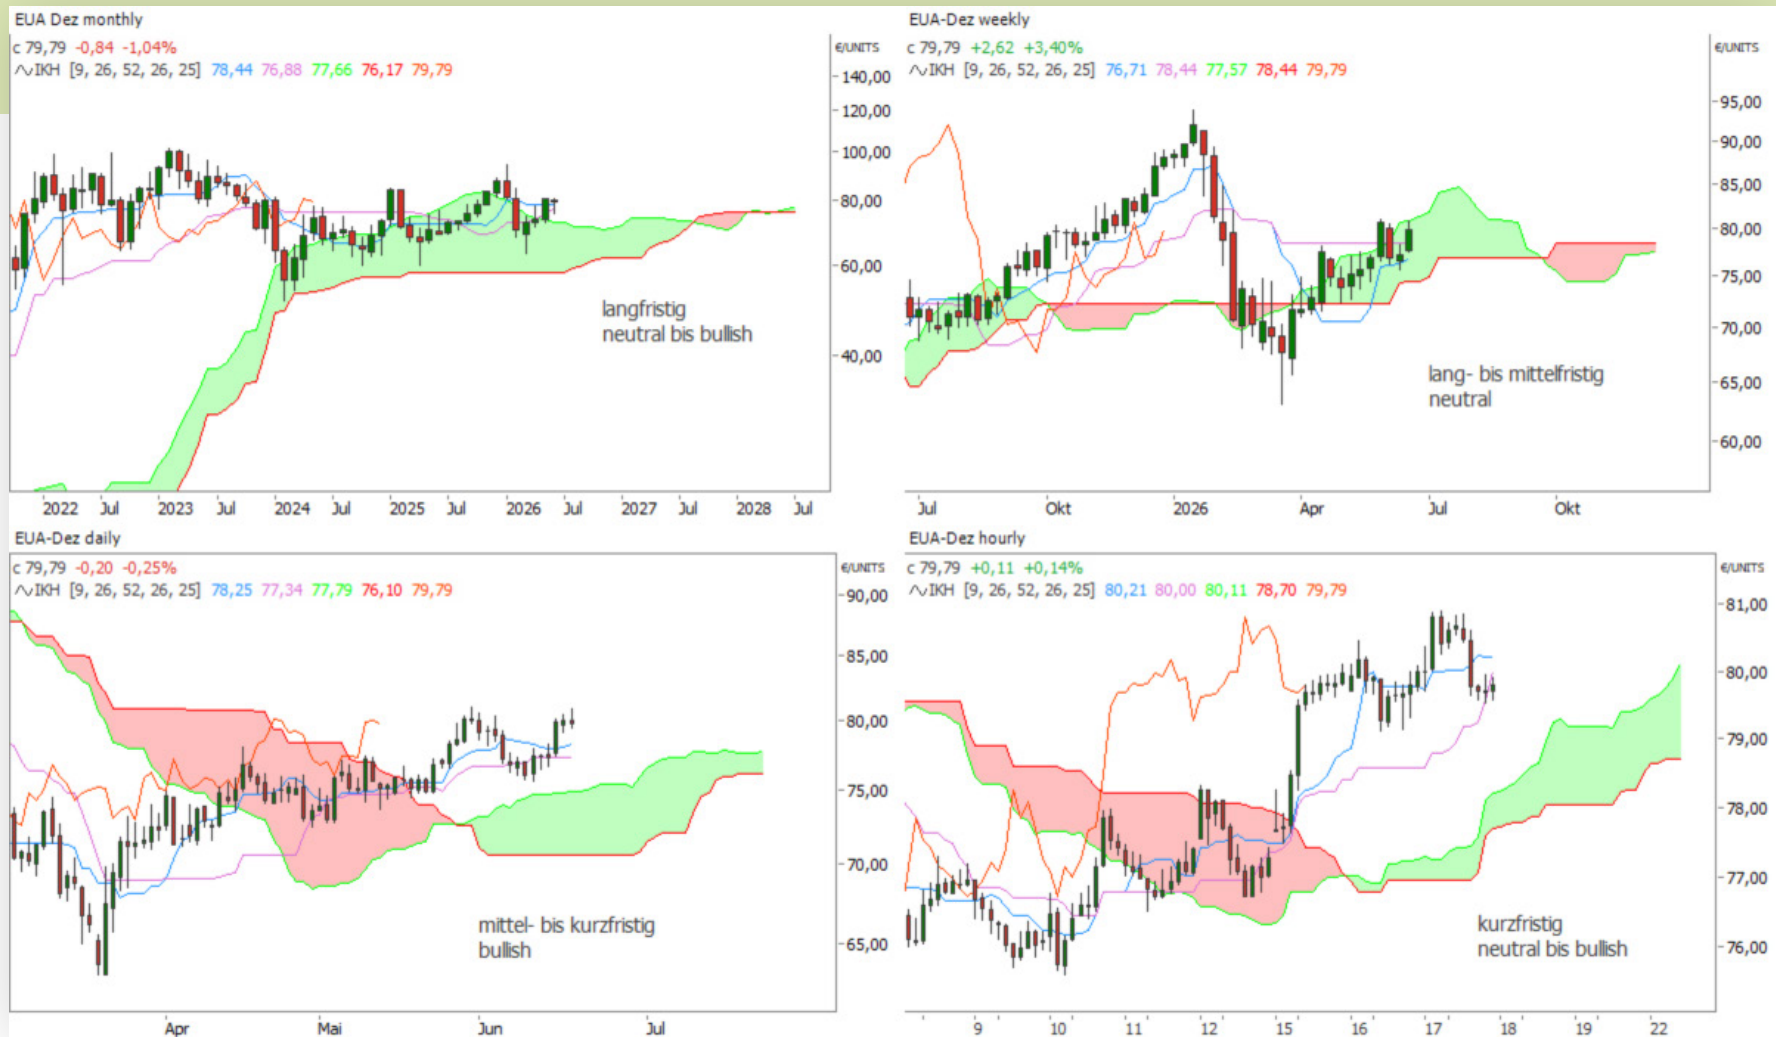 EUA Dez monthly
c 79,79 -0,84 -1,04%
IKH [9, 26, 52, 26, 25] 78,44 76,88 77,66 76,17 79,79
€/UNITS
140,00
120,00
100,00
80,00
60,00
40,00
langfristig
neutral bis bullish
2022 Jul 2023 Jul 2024 Jul 2025 Jul 2026 Jul 2027 Jul 2028 Jul
EUA-Dez weekly
c 79,79 +2,62 +3,40%
IKH [9, 26, 52, 26, 25] 76,71 78,44 77,57 78,44 79,79
€/UNITS
95,00
90,00
85,00
80,00
75,00
70,00
65,00
60,00
lang- bis mittelfristig
neutral
Jul Okt 2026 Apr Jul Okt
EUA-Dez daily
c 79,79 -0,20 -0,25%
IKH [9, 26, 52, 26, 25] 78,25 77,34 77,79 76,10 79,79
€/UNITS
90,00
85,00
80,00
75,00
70,00
65,00
mittel- bis kurzfristig
bullish
Apr Mai Jun Jul
EUA-Dez hourly
c 79,79 +0,11 +0,14%
IKH [9, 26, 52, 26, 25] 80,21 80,00 80,11 78,70 79,79
€/UNITS
81,00
80,00
79,00
78,00
77,00
76,00
kurzfristig
neutral bis bullish
9 10 11 12 15 16 17 18 19 22